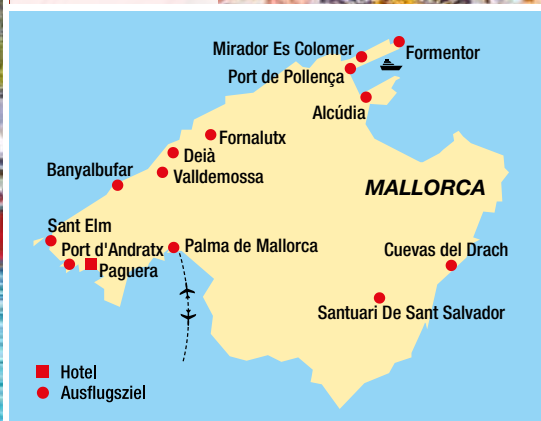 Mirador Es Colomer
Formentor
Port de Pollença
Alcúdia
Fornalutx
Deià
Banyalbufar
Valldemossa
MALLORCA
Sant Elm
Port d'Andratx
Palma de Mallorca
Cuevas del Drach
Paguera
Santuari De Sant Salvador
Hotel
Ausflugsziel